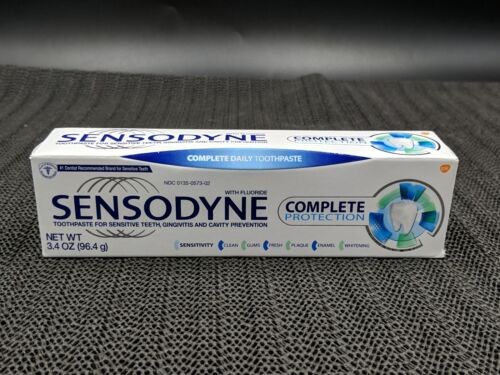 SENSODYNE
TOOTHPASTE FOR SENSITIVE TEETH, GINGIVITIS AND CAVITY PREVENTION
COMPLETE
PROTECTION
COMPLETE DAILY TOOTHPASTE
#1 Dentist Recommended Brand for Sensitive Teeth
NDC 0135-0573-02
WITH FLUORIDE
SENSODYNE
TOOTHPASTE FOR SENSITIVE TEETH, GINGIVITIS AND CAVITY PREVENTION
COMPLETE
PROTECTION
gsk
NET WT
3.4 OZ (96.4 g)
SENSITIVITY CLEAN GUMS FRESH PLAQUE ENAMEL WHITENING